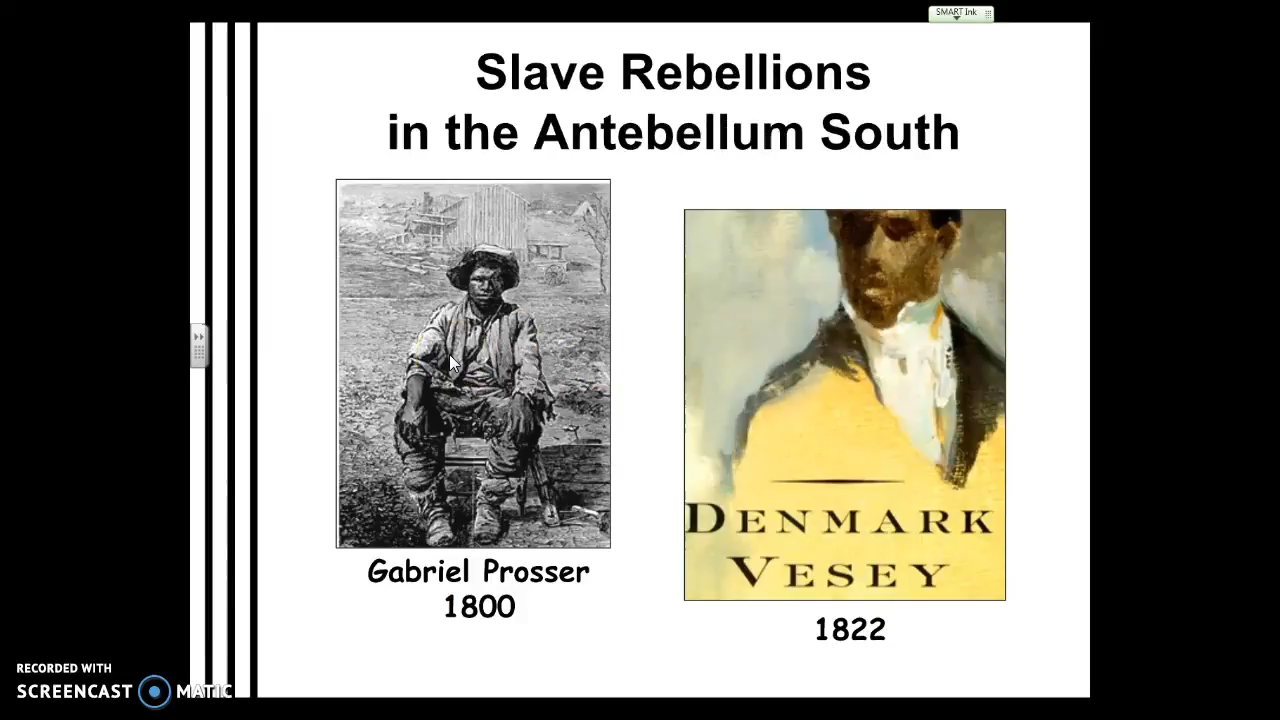 SMART Ink
Slave Rebellions
in the Antebellum South
DENMARK
VESEY
Gabriel Prosser
1800
1822
RECORDED WITH
SCREENCAST MATIC